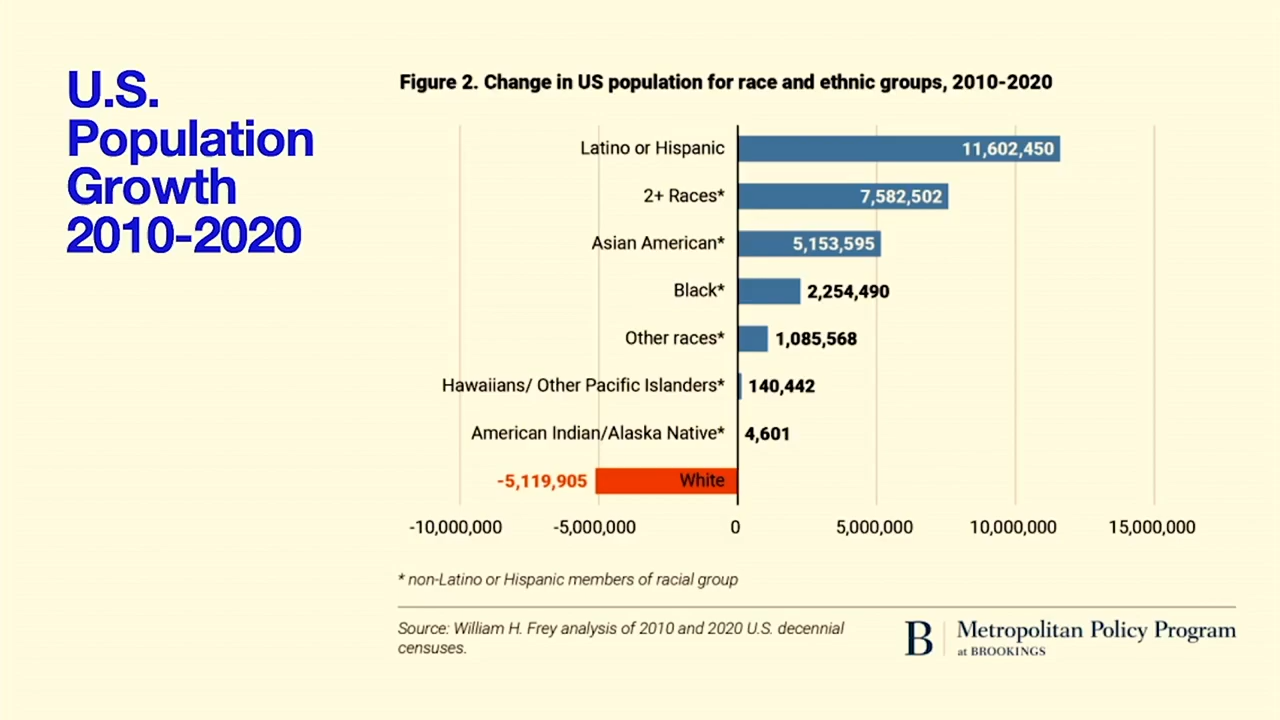 U.S.
Population
Growth
2010-2020
Figure 2. Change in US population for race and ethnic groups, 2010-2020
Latino or Hispanic 11,602,450
2+ Races* 7,582,502
Asian American* 5,153,595
Black* 2,254,490
Other races* 1,085,568
Hawaiians/ Other Pacific Islanders* 140,442
American Indian/Alaska Native* 4,601
-5,119,905 White
-10,000,000 -5,000,000 0 5,000,000 10,000,000 15,000,000
* non-Latino or Hispanic members of racial group
Source: William H. Frey analysis of 2010 and 2020 U.S. decennial
censuses.
B Metropolitan Policy Program
at BROOKINGS